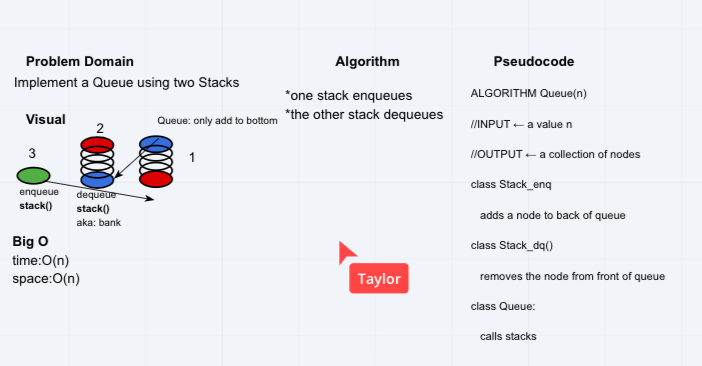 Problem Domain
Implement a Queue using two Stacks
Visual
Queue: only add to bottom
2
3
1
enqueue
stack()
dequeue
stack()
aka: bank
Big O
time:O(n)
space:O(n)
Algorithm
*one stack enqueues
*the other stack dequeues
Taylor
Pseudocode
ALGORITHM Queue(n)
//INPUT ← a value n
//OUTPUT ← a collection of nodes
class Stack_enq
adds a node to back of queue
class Stack_dq()
removes the node from front of queue
class Queue:
calls stacks